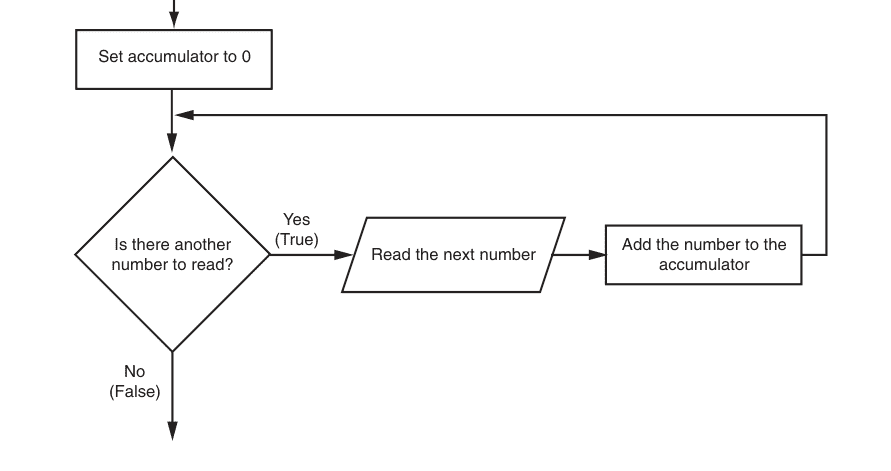 Set accumulator to 0
Is there another
number to read?
Yes
(True)
Read the next number
Add the number to the
accumulator
No
(False)